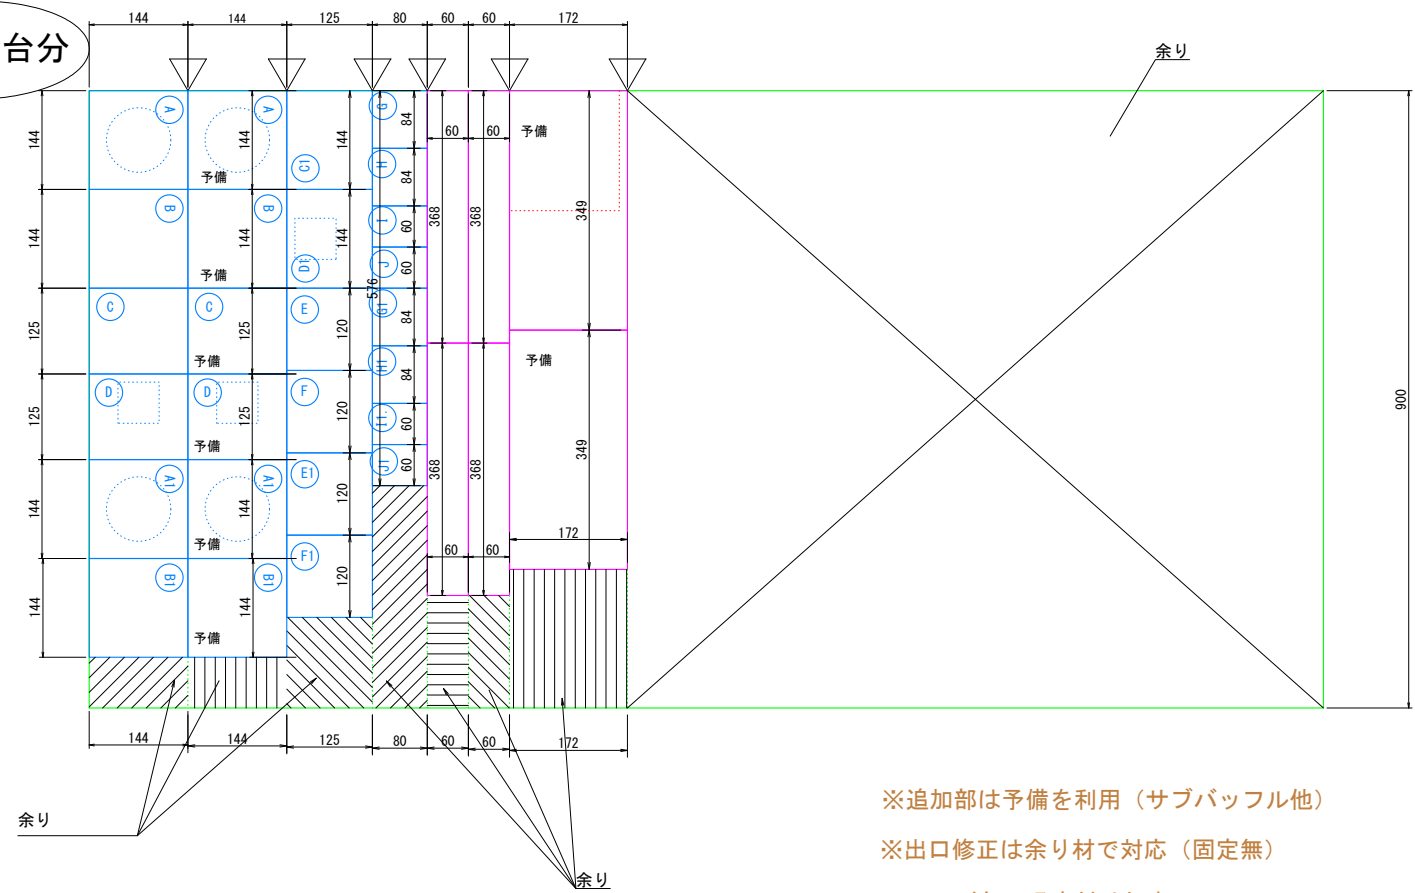 台分
144 144 125 80 60 60 172
余り
144 144 125 125 144 144
A A C1 G 予備
144 144 84 60 60
予備
B B H 84
144 144 D1 I 60 368 368 349
予備
J 60
576
C C E G1 84
125 120
予備
予備
D D F H1 84
125 120 I1
予備
J1 60 60
A1 A1 E1
144 120 368 368 349
予備
172
B1 B1 F1 60 60
144 120
予備
900
144 144 125 80 60 60 172
余り
余り
※追加部は予備を利用（サブバッフル他）
※出口修正は余り材で対応（固定無）